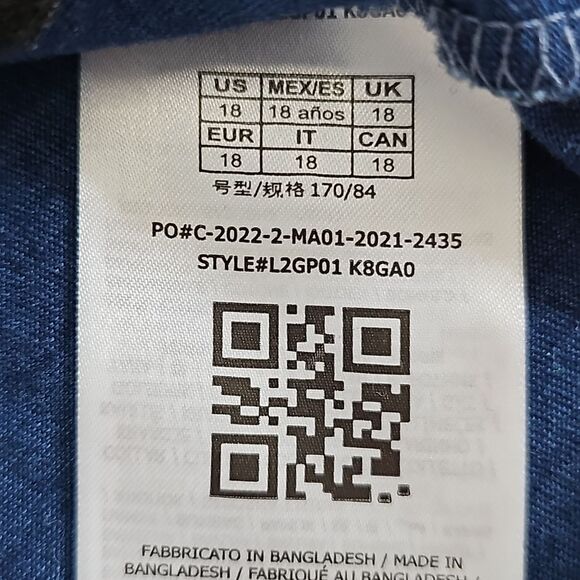 L2GP01 K8GA0
US MEX/ES UK
18 18 años 18
EUR IT CAN
18 18 18
号型/规格 170/84
PO#C-2022-2-MA01-2021-2435
STYLE#L2GP01 K8GA0
FABBRICATO IN BANGLADESH / MADE IN
BANGLADESH / FABRIQUÉ AU BANGLADESH /